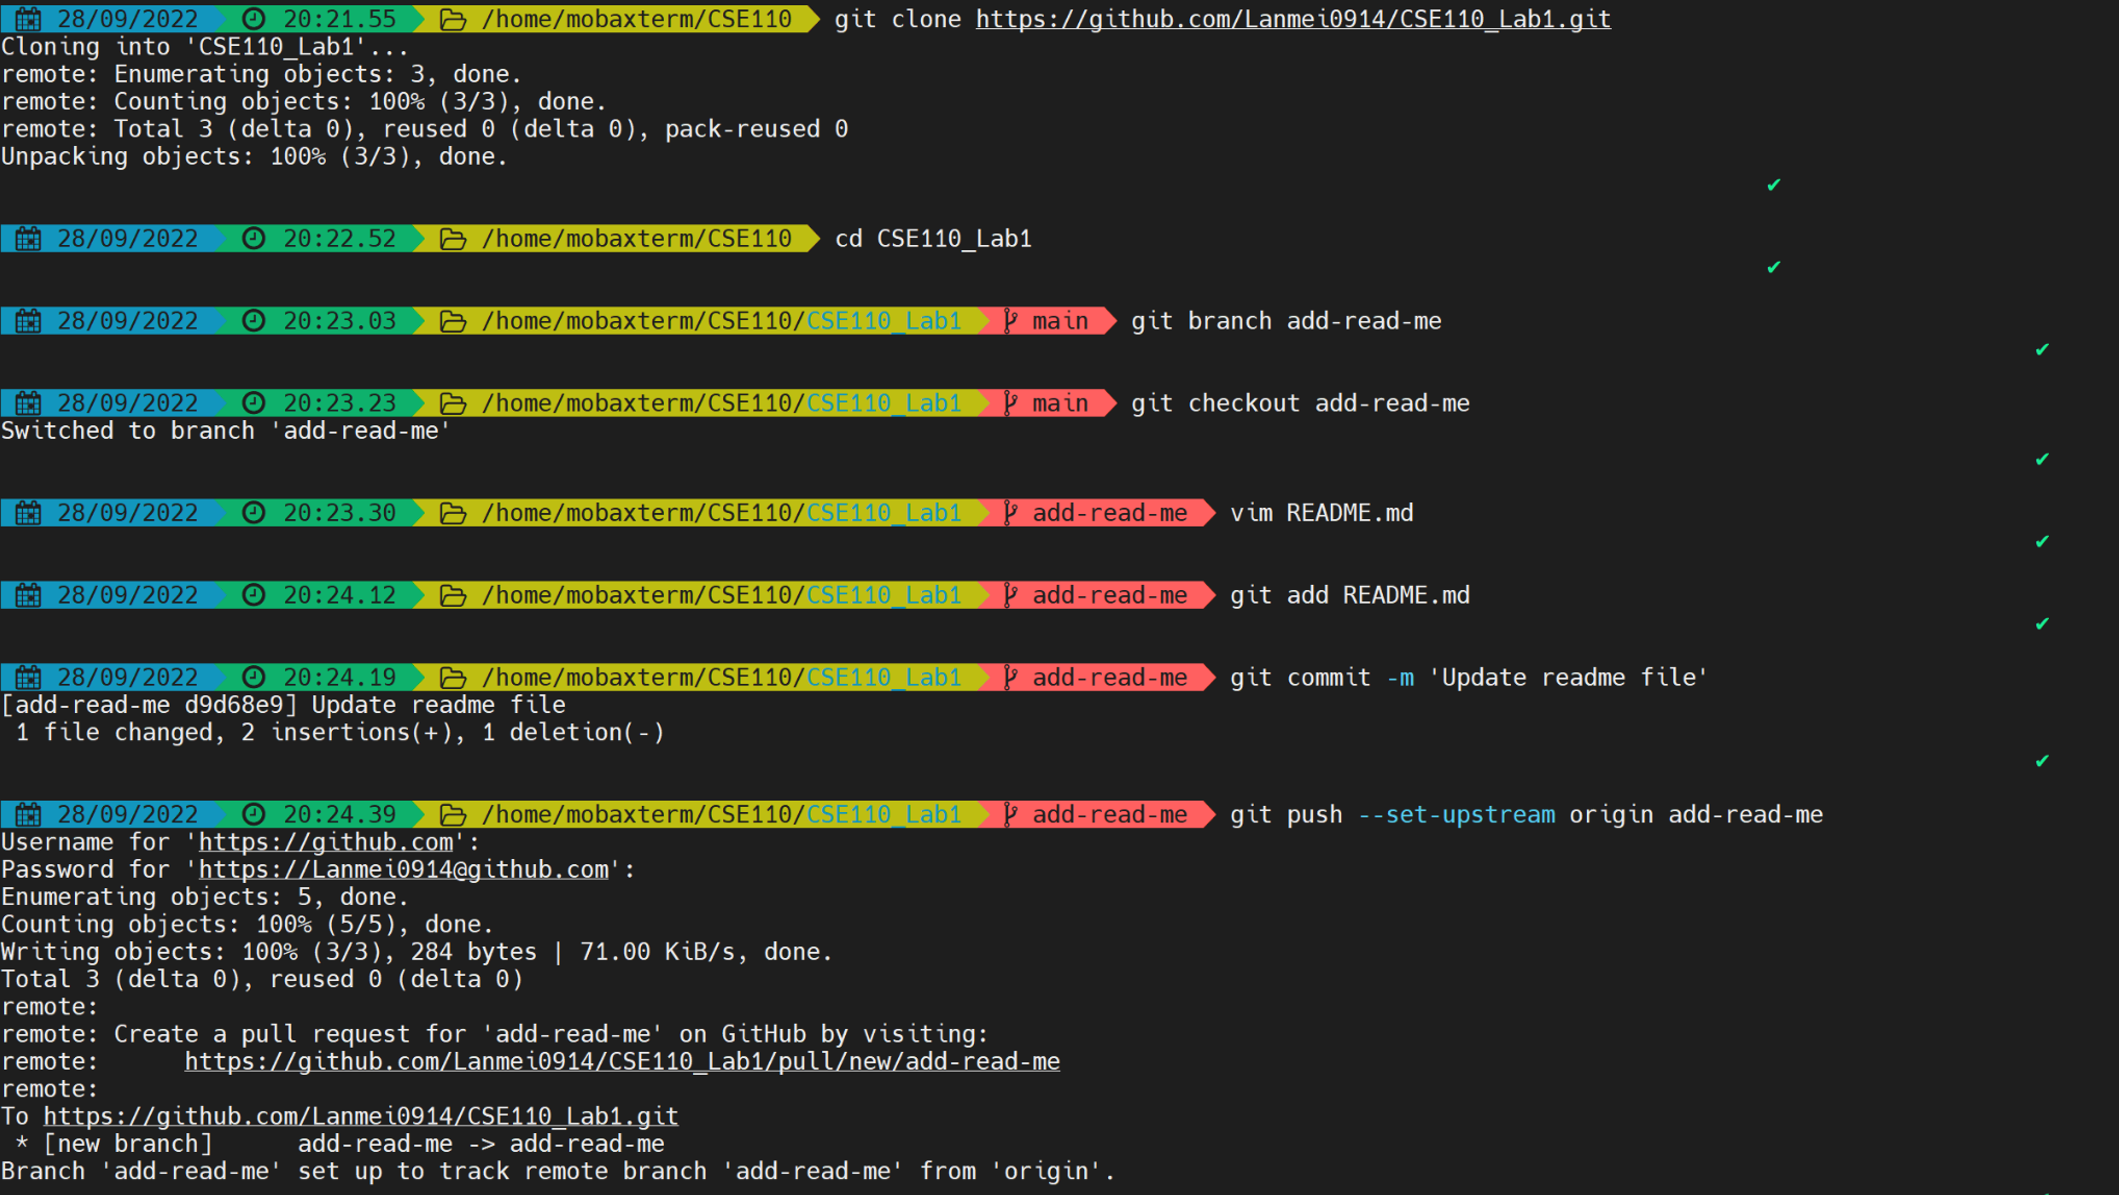 28/09/2022 20:21.55 /home/mobaxterm/CSE110 git clone https://github.com/Lanmei0914/CSE110_Lab1.git
Cloning into 'CSE110_Lab1'...
remote: Enumerating objects: 3, done.
remote: Counting objects: 100% (3/3), done.
remote: Total 3 (delta 0), reused 0 (delta 0), pack-reused 0
Unpacking objects: 100% (3/3), done.
✔
28/09/2022 20:22.52 /home/mobaxterm/CSE110 cd CSE110_Lab1
✔
28/09/2022 20:23.03 /home/mobaxterm/CSE110/CSE110_Lab1 main git branch add-read-me
✔
28/09/2022 20:23.23 /home/mobaxterm/CSE110/CSE110_Lab1 main git checkout add-read-me
Switched to branch 'add-read-me'
✔
28/09/2022 20:23.30 /home/mobaxterm/CSE110/CSE110_Lab1 add-read-me vim README.md
✔
28/09/2022 20:24.12 /home/mobaxterm/CSE110/CSE110_Lab1 add-read-me git add README.md
✔
28/09/2022 20:24.19 /home/mobaxterm/CSE110/CSE110_Lab1 add-read-me git commit -m 'Update readme file'
[add-read-me d9d68e9] Update readme file
 1 file changed, 2 insertions(+), 1 deletion(-)
✔
28/09/2022 20:24.39 /home/mobaxterm/CSE110/CSE110_Lab1 add-read-me git push --set-upstream origin add-read-me
Username for 'https://github.com':
Password for 'https://Lanmei0914@github.com':
Enumerating objects: 5, done.
Counting objects: 100% (5/5), done.
Writing objects: 100% (3/3), 284 bytes | 71.00 KiB/s, done.
Total 3 (delta 0), reused 0 (delta 0)
remote:
remote: Create a pull request for 'add-read-me' on GitHub by visiting:
remote:      https://github.com/Lanmei0914/CSE110_Lab1/pull/new/add-read-me
remote:
To https://github.com/Lanmei0914/CSE110_Lab1.git
 * [new branch]      add-read-me -> add-read-me
Branch 'add-read-me' set up to track remote branch 'add-read-me' from 'origin'.